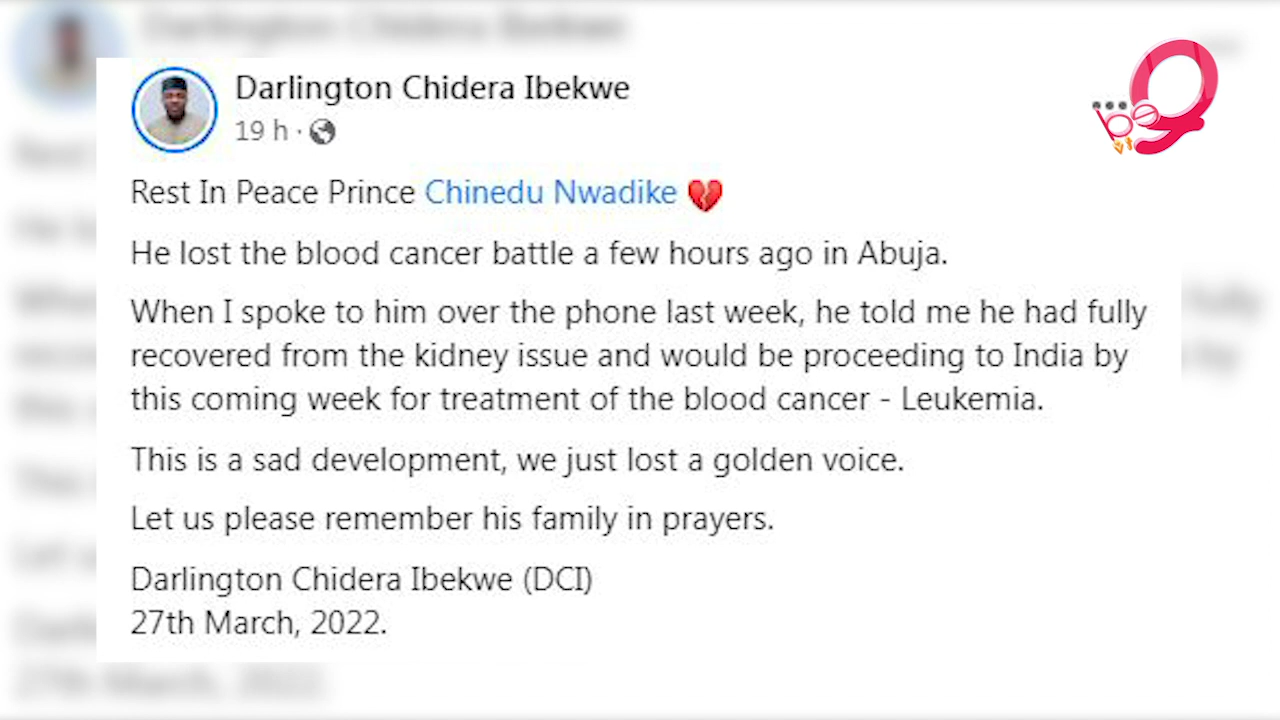 Darlington Chidera Ibekwe
19 h ·
Rest In Peace Prince Chinedu Nwadike 💔
He lost the blood cancer battle a few hours ago in Abuja.
When I spoke to him over the phone last week, he told me he had fully
recovered from the kidney issue and would be proceeding to India by
this coming week for treatment of the blood cancer - Leukemia.
This is a sad development, we just lost a golden voice.
Let us please remember his family in prayers.
Darlington Chidera Ibekwe (DCI)
27th March, 2022.